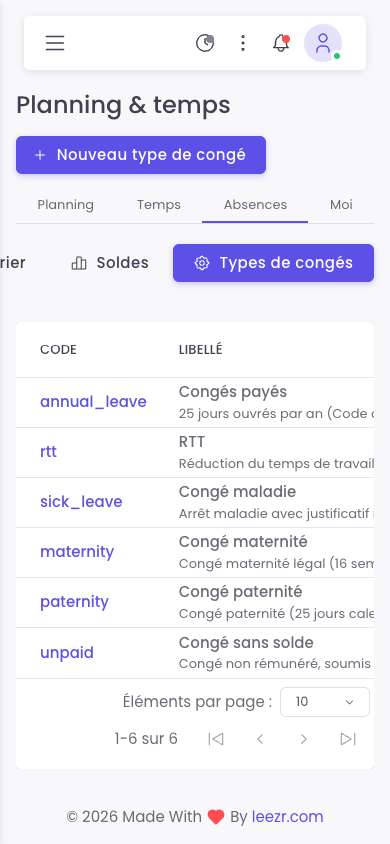 Planning & temps
Nouveau type de congé
Planning Temps Absences Moi
rier Soldes Types de congés
CODE LIBELLÉ
annual_leave Congés payés
25 jours ouvrés par an (Code
rtt RTT
Réduction du temps de travail
sick_leave Congé maladie
Arrêt maladie avec justificatif
maternity Congé maternité
Congé maternité légal (16 sem
paternity Congé paternité
Congé paternité (25 jours cale
unpaid Congé sans solde
Congé non rémunéré, soumis
Éléments par page : 10
1-6 sur 6
© 2026 Made With ❤ By leezr.com